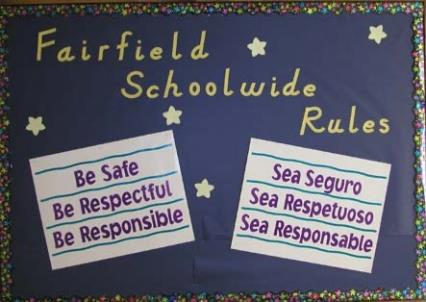 Fairfield
Schoolwide
Rules
Be Safe
Be Respectful
Be Responsible
Sea Seguro
Sea Respetuoso
Sea Responsable